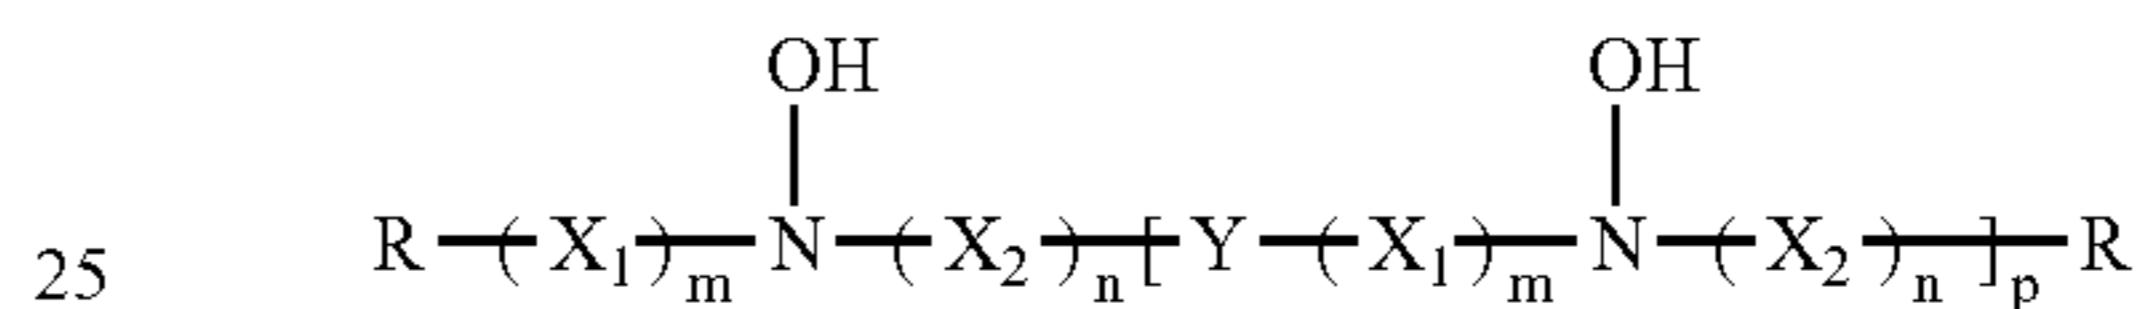 OH OH
25 R—(X₁)ₘ—N—(X₂)ₙ—[Y—(X₁)ₘ—N—(X₂)ₙ—]ₚ—R